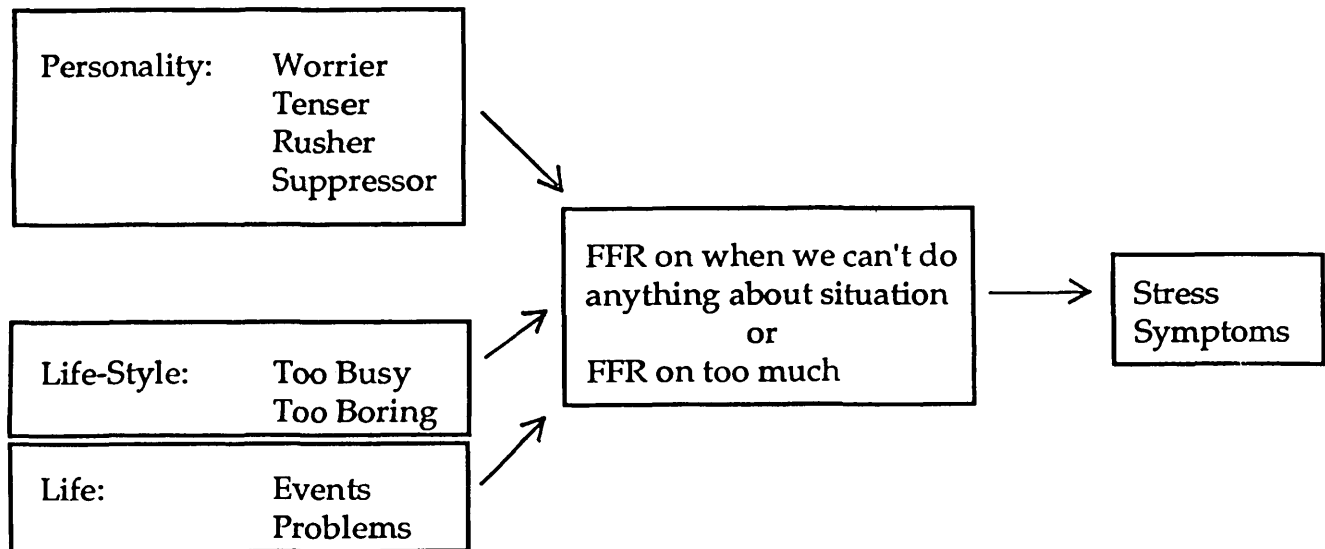 Personality: Worrier
Tenser
Rusher
Suppressor
FFR on when we can't do
anything about situation
or
FFR on too much
Stress
Symptoms
Life-Style: Too Busy
Too Boring
Life: Events
Problems